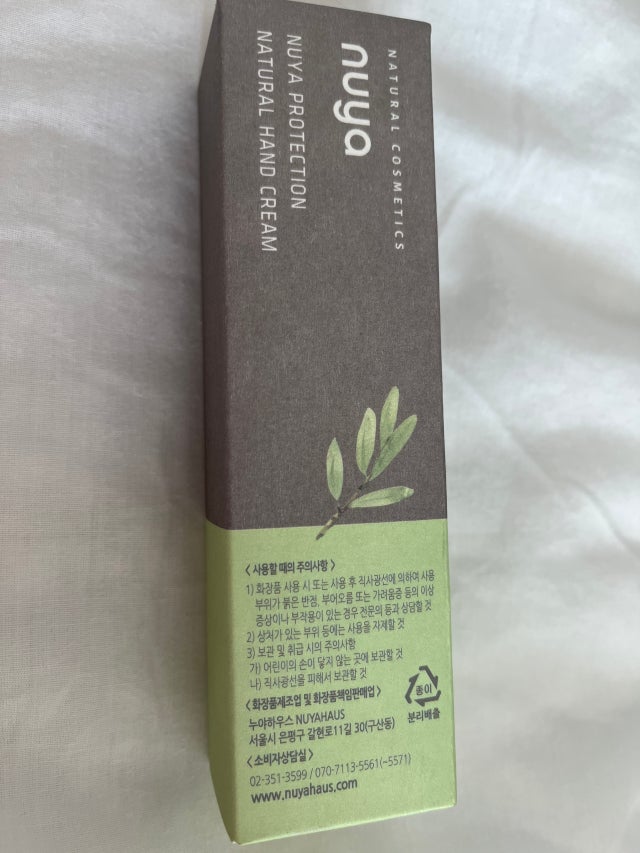 NATURAL COSMETICS
nuya
NUYA PROTECTION
NATURAL HAND CREAM
< 사용할 때의 주의사항 >
1) 화장품 사용 시 또는 사용 후 직사광선에 의하여 사용
부위가 붉은 반점, 부어오름 또는 가려움증 등의 이상
증상이나 부작용이 있는 경우 전문의 등과 상담할 것
2) 상처가 있는 부위 등에는 사용을 자제할 것
3) 보관 및 취급 시의 주의사항
가) 어린이의 손이 닿지 않는 곳에 보관할 것
나) 직사광선을 피해서 보관할 것
< 화장품제조업 및 화장품책임판매업 >
누야하우스 NUYAHAUS
서울시 은평구 갈현로11길 30(구산동)
< 소비자상담실 >
02-351-3599 / 070-7113-5561(~5571)
www.nuyahaus.com
종이
분리배출